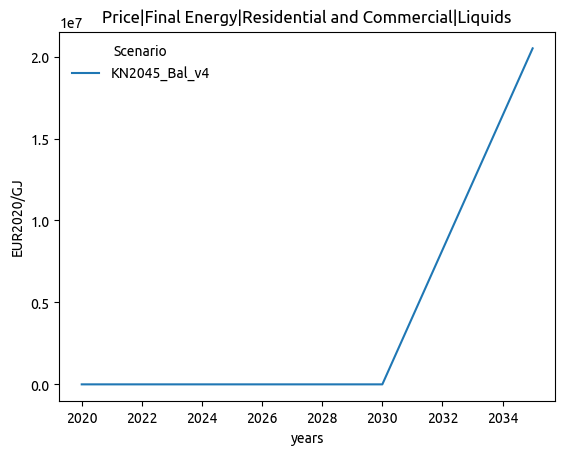 Price|Final Energy|Residential and Commercial|Liquids
1e7
Scenario
KN2045_Bal_v4
2.0
1.5
1.0
0.5
0.0
EUR2020/GJ
2020 2022 2024 2026 2028 2030 2032 2034
years